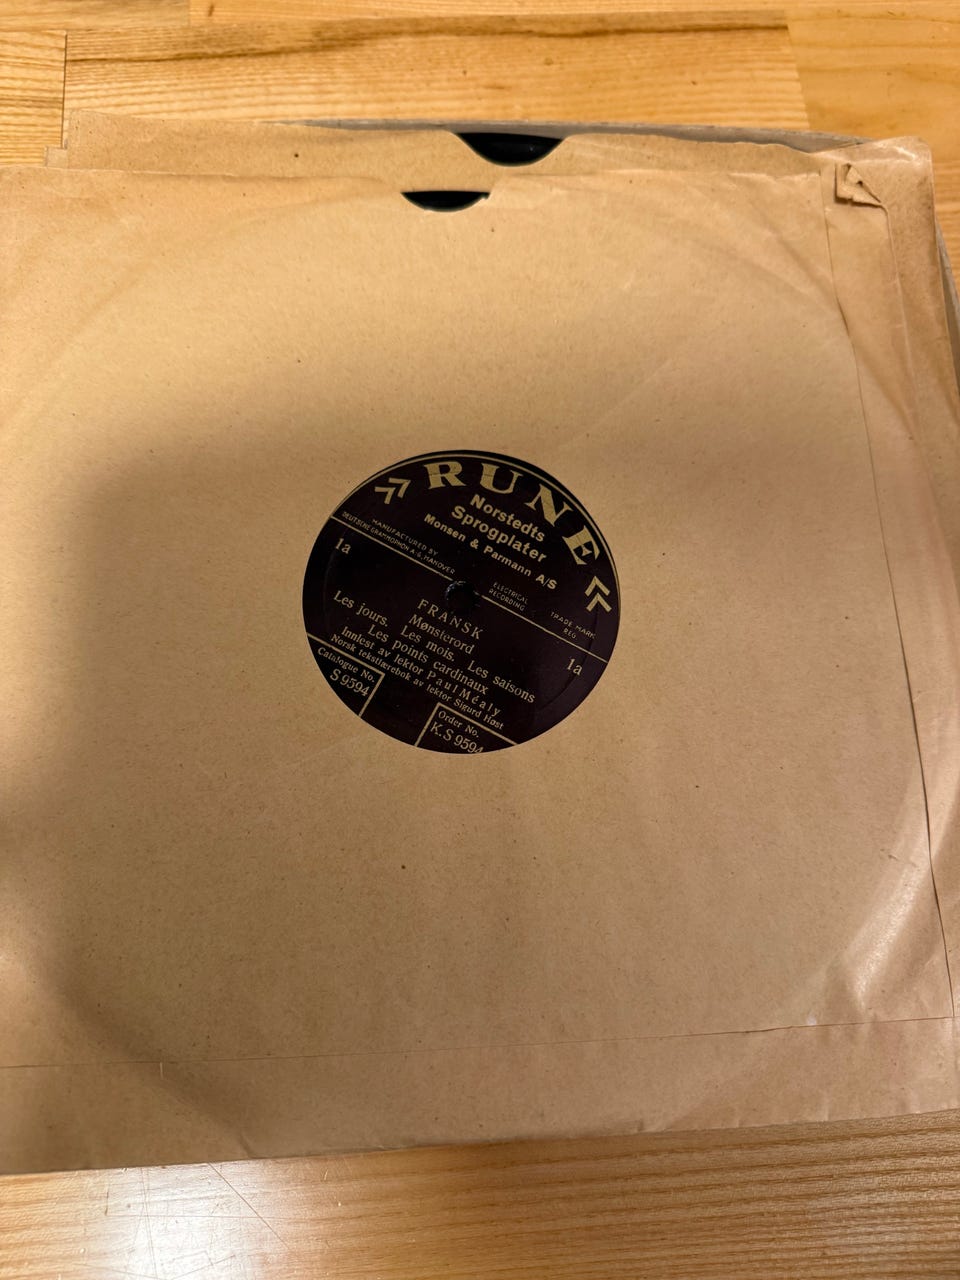 RUNE
Norstedts
Sprogplater
Monsen & Parmann A/S
MANUFACTURED BY
DEUTSCHE GRAMMOPHON A-G, HANOVER
ELECTRICAL
RECORDING
TRADE MARK
REG
1a
1a
FRANSK
Mønsterord
Les jours. Les mois. Les saisons
Les points cardinaux
Innlest av lektor Paul Méaly
Norsk tekstlærebok av lektor Sigurd Høst
Catalogue No.
S 9594
Order No.
K.S 9594